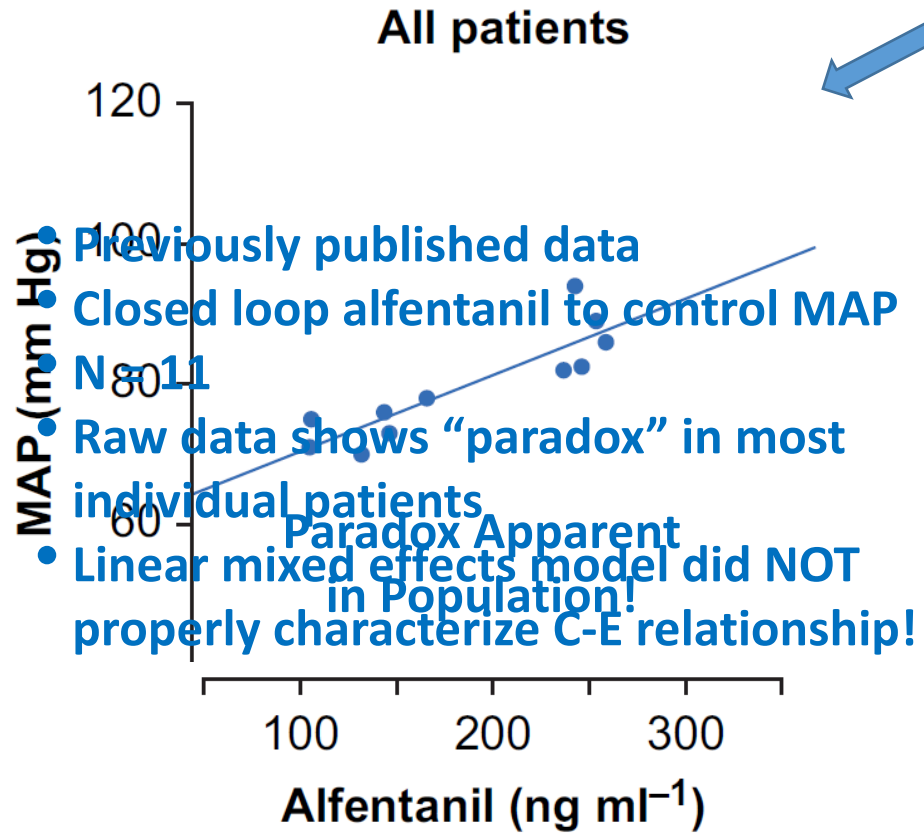 All patients
120
100
80
60
MAP (mm Hg)
• Previously published data
• Closed loop alfentanil to control MAP
• N = 11
• Raw data shows “paradox” in most
individual patients
• Linear mixed effects model did NOT
properly characterize C-E relationship!
Paradox Apparent
in Population!
100 200 300
Alfentanil (ng ml⁻¹)